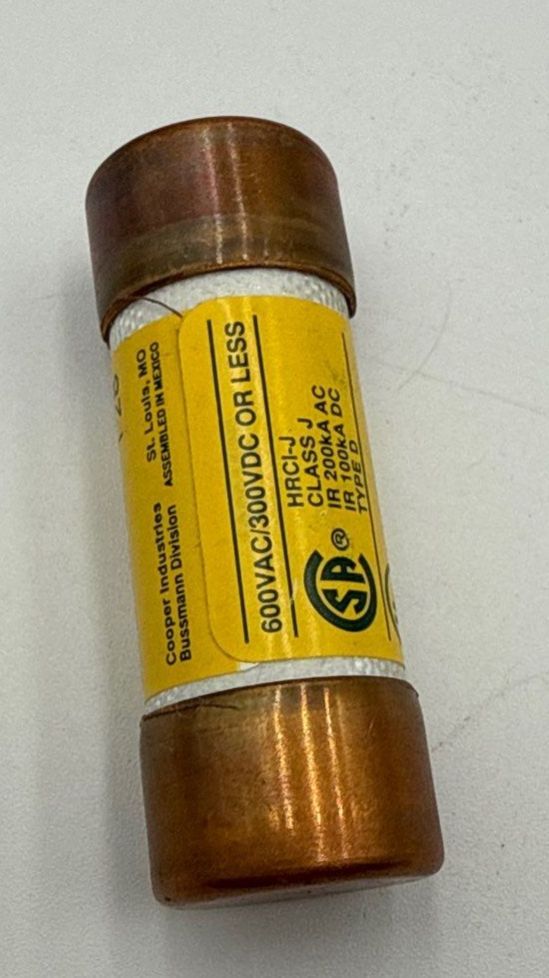 St. Louis, MO
ASSEMBLED IN MEXICO
Cooper Industries
Bussmann Division
600VAC/300VDC OR LESS
HRCI-J
CLASS J
IR 200kA AC
IR 100kA DC
TYPE D
SA ®